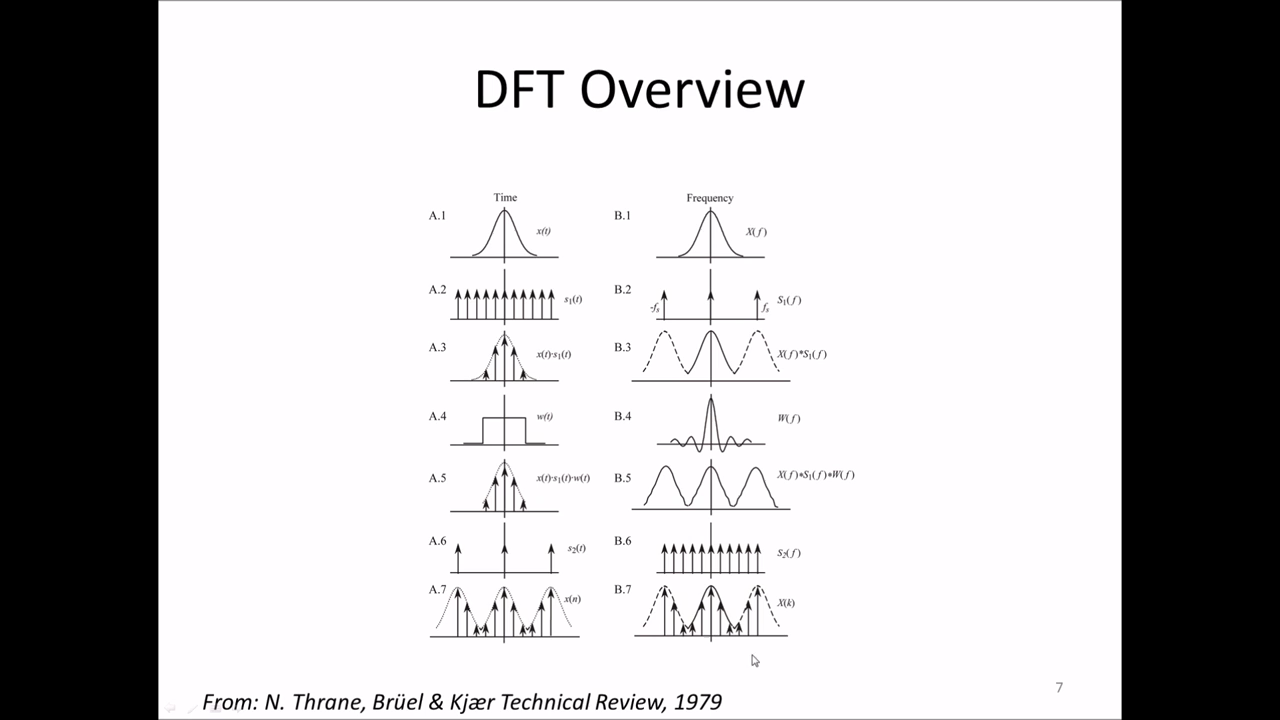 DFT Overview
Time
Frequency
A.1
x(t)
B.1
X(f)
A.2
s₁(t)
B.2
-fₛ
fₛ
S₁(f)
A.3
x(t)·s₁(t)
B.3
X(f)*S₁(f)
A.4
w(t)
B.4
W(f)
A.5
x(t)·s₁(t)·w(t)
B.5
X(f)*S₁(f)*W(f)
A.6
s₂(t)
B.6
S₂(f)
A.7
x(n)
B.7
X(k)
From: N. Thrane, Brüel & Kjær Technical Review, 1979
7